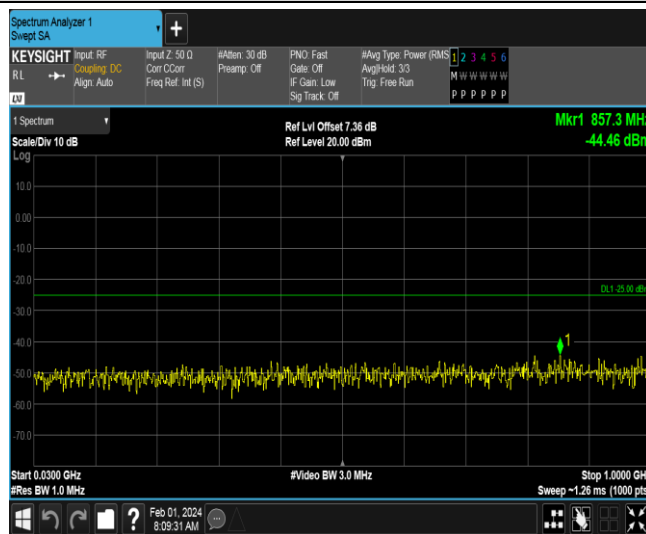 Spectrum Analyzer 1
Swept SA
+
KEYSIGHT
RL
LXI
Input: RF
Coupling: DC
Align: Auto
Input Z: 50 Ω
Corr CCorr
Freq Ref: Int (S)
#Atten: 30 dB
Preamp: Off
PNO: Fast
Gate: Off
IF Gain: Low
Sig Track: Off
#Avg Type: Power (RMS
Avg|Hold: 3/3
Trig: Free Run
1 2 3 4 5 6
M W W W W W
P P P P P P
1 Spectrum
Scale/Div 10 dB
Log
Ref Lvl Offset 7.36 dB
Ref Level 20.00 dBm
Mkr1 857.3 MHz
-44.46 dBm
10.0
0.00
-10.0
-20.0
DL1 -25.00 dBm
-30.0
-40.0
1
-50.0
-60.0
-70.0
Start 0.0300 GHz
#Res BW 1.0 MHz
#Video BW 3.0 MHz
Stop 1.0000 GH
Sweep ~1.26 ms (1000 pts
?
Feb 01, 2024
8:09:31 AM